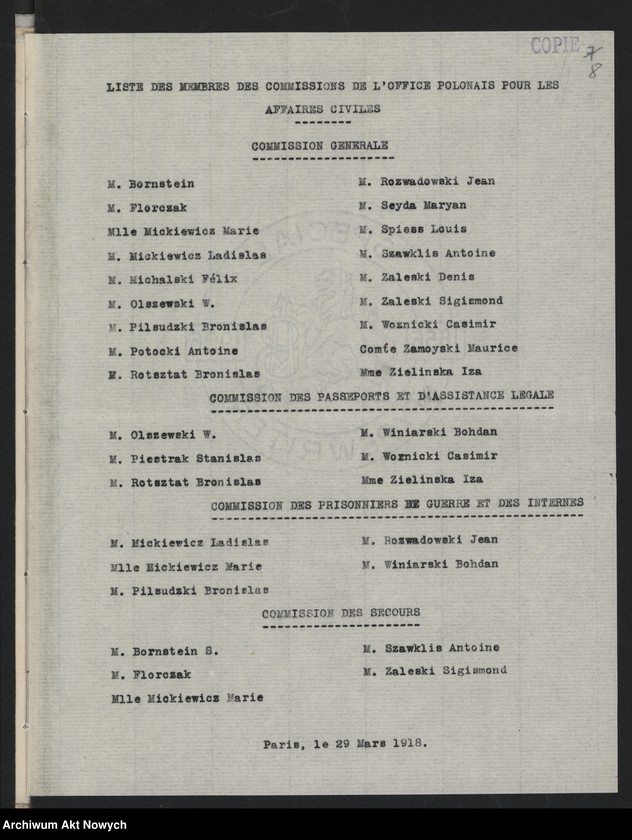 COPIE
7
8
LISTE DES MEMBRES DES COMMISSIONS DE L'OFFICE POLONAIS POUR LES
AFFAIRES CIVILES
COMMISSION GENERALE
M. Bornstein
M. Florczak
Mlle Mickiewicz Marie
M. Mickiewicz Ladislas
M. Michalski Félix
M. Olszewski W.
M. Pilsudzki Bronislas
M. Potocki Antoine
M. Rotsztat Bronislas
M. Rozwadowski Jean
M. Seyda Maryan
M. Spiess Louis
M. Szawklis Antoine
M. Zaleski Denis
M. Zaleski Sigismond
M. Woznicki Casimir
Comte Zamoyski Maurice
Mme Zielinska Iza
COMMISSION DES PASSEPORTS ET D'ASSISTANCE LEGALE
M. Olszewski W.
M. Piestrak Stanislas
M. Rotsztat Bronislas
M. Winiarski Bohdan
M. Woznicki Casimir
Mme Zielinska Iza
COMMISSION DES PRISONNIERS DE GUERRE ET DES INTERNES
M. Mickiewicz Ladislas
Mlle Mickiewicz Marie
M. Pilsudzki Bronislas
M. Rozwadowski Jean
M. Winiarski Bohdan
COMMISSION DES SECOURS
M. Bornstein S.
M. Florczak
Mlle Mickiewicz Marie
M. Szawklis Antoine
M. Zaleski Sigismond
Paris, le 29 Mars 1918.
Archiwum Akt Nowych